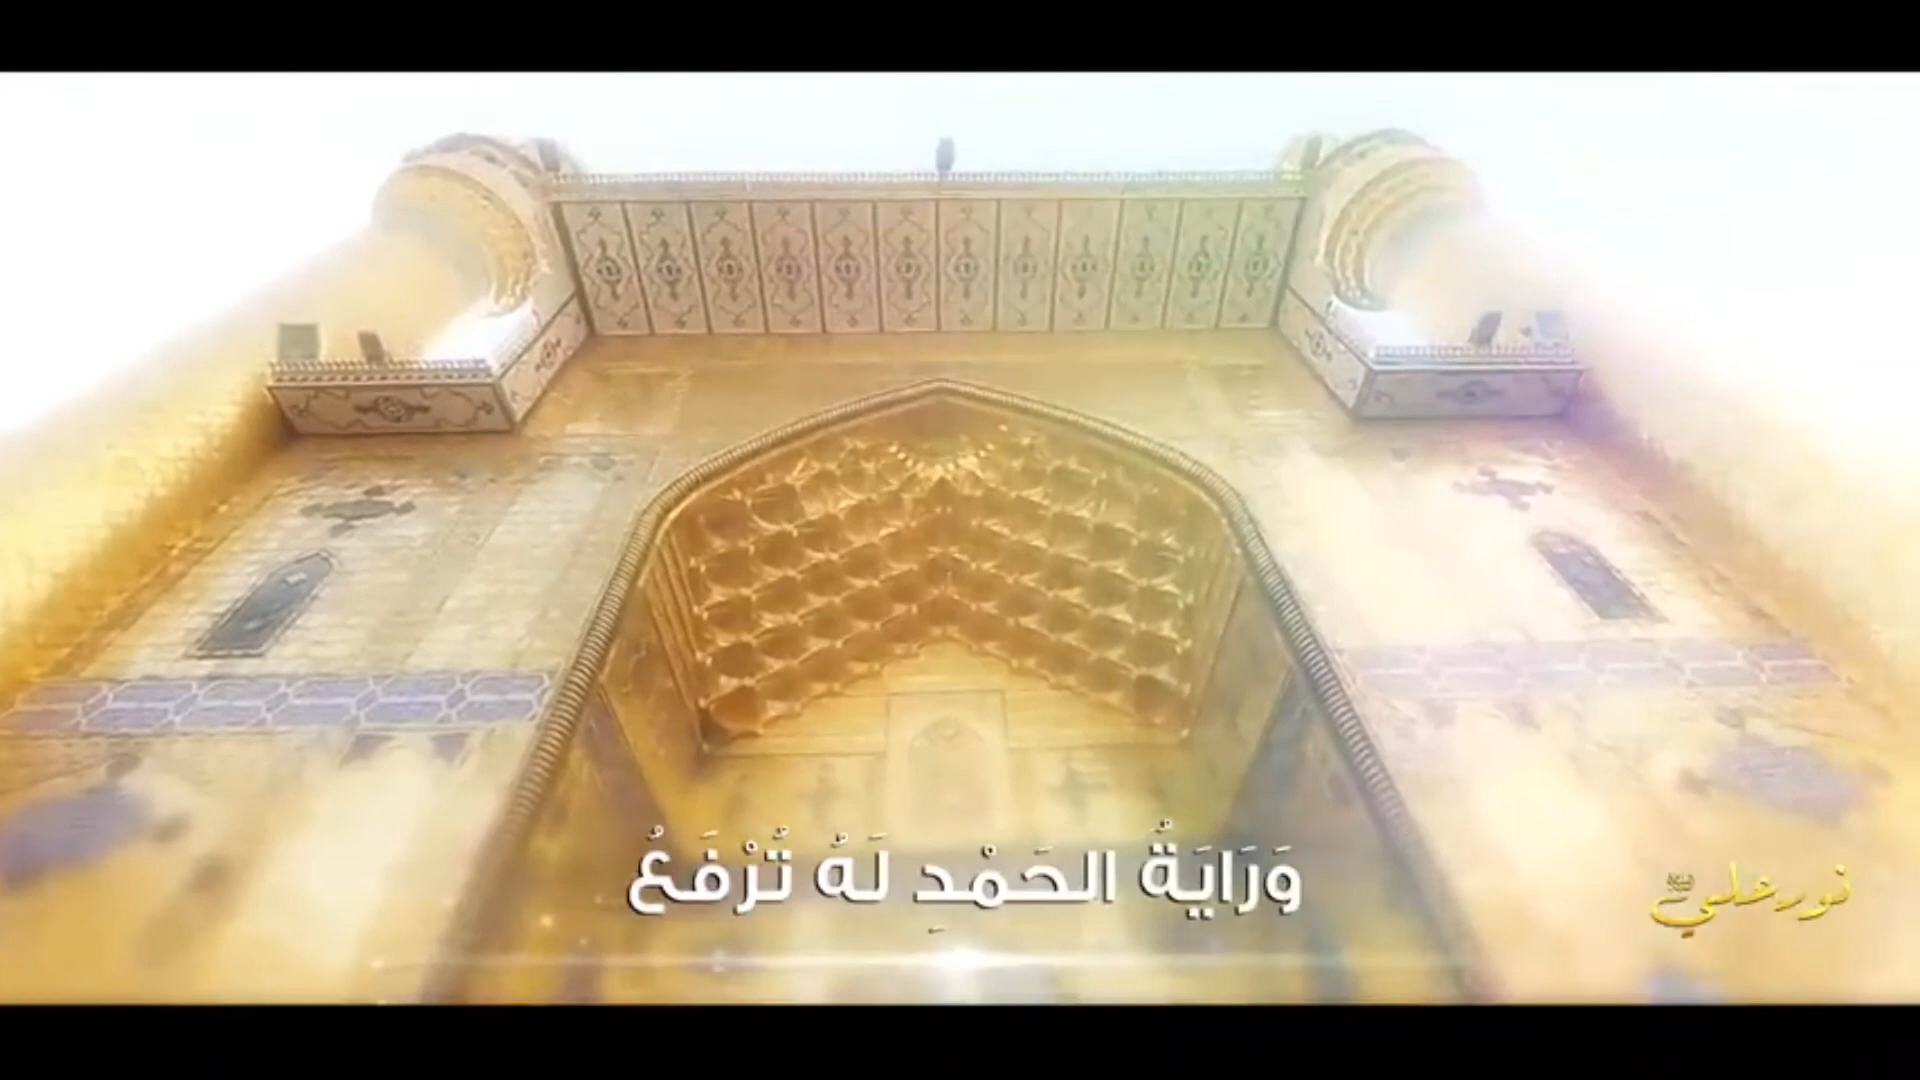 وَرَايَةُ الحَمْدِ لَهُ تُرْفَعُ
نور علي